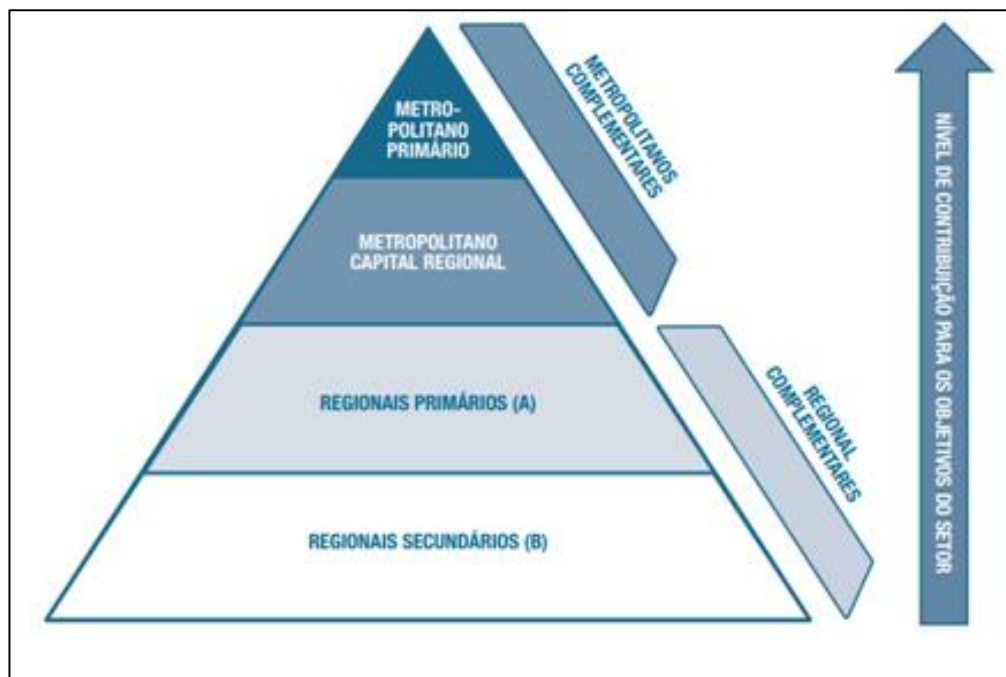 METRO-
POLITANO
PRIMÁRIO
METROPOLITANO
CAPITAL REGIONAL
REGIONAIS PRIMÁRIOS (A)
REGIONAIS SECUNDÁRIOS (B)
METROPOLITANOS
COMPLEMENTARES
REGIONAL
COMPLEMENTARES
NÍVEL DE CONTRIBUIÇÃO PARA OS OBJETIVOS DO SETOR